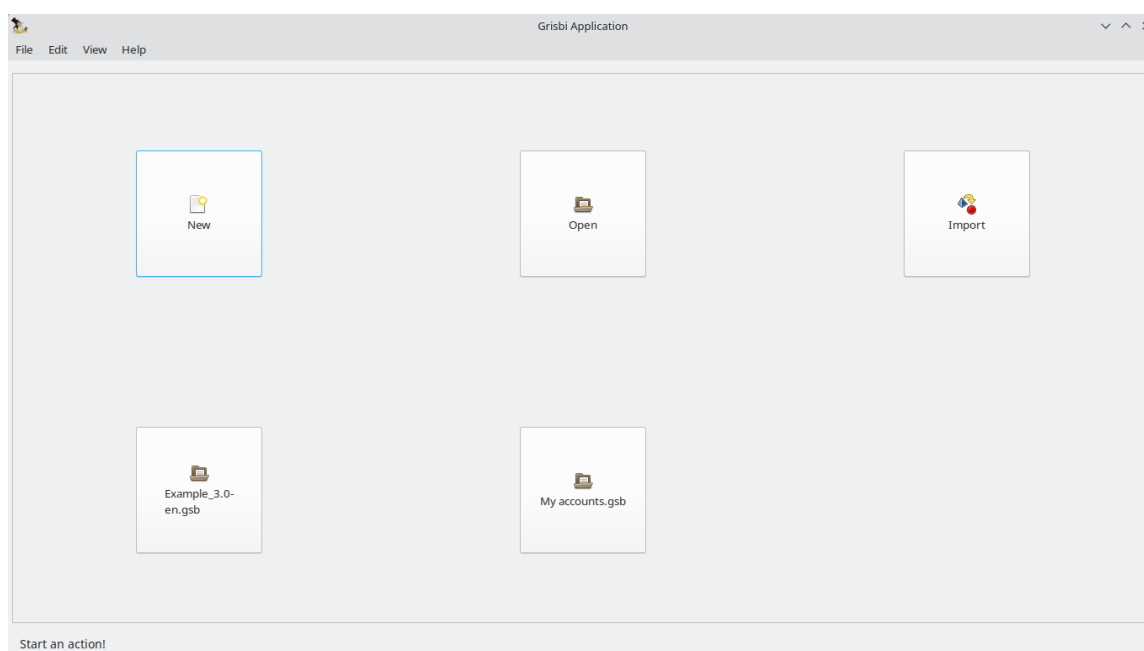 Grisbi Application
File Edit View Help
New
Open
Import
Example_3.0-
en.gsb
My accounts.gsb
Start an action!